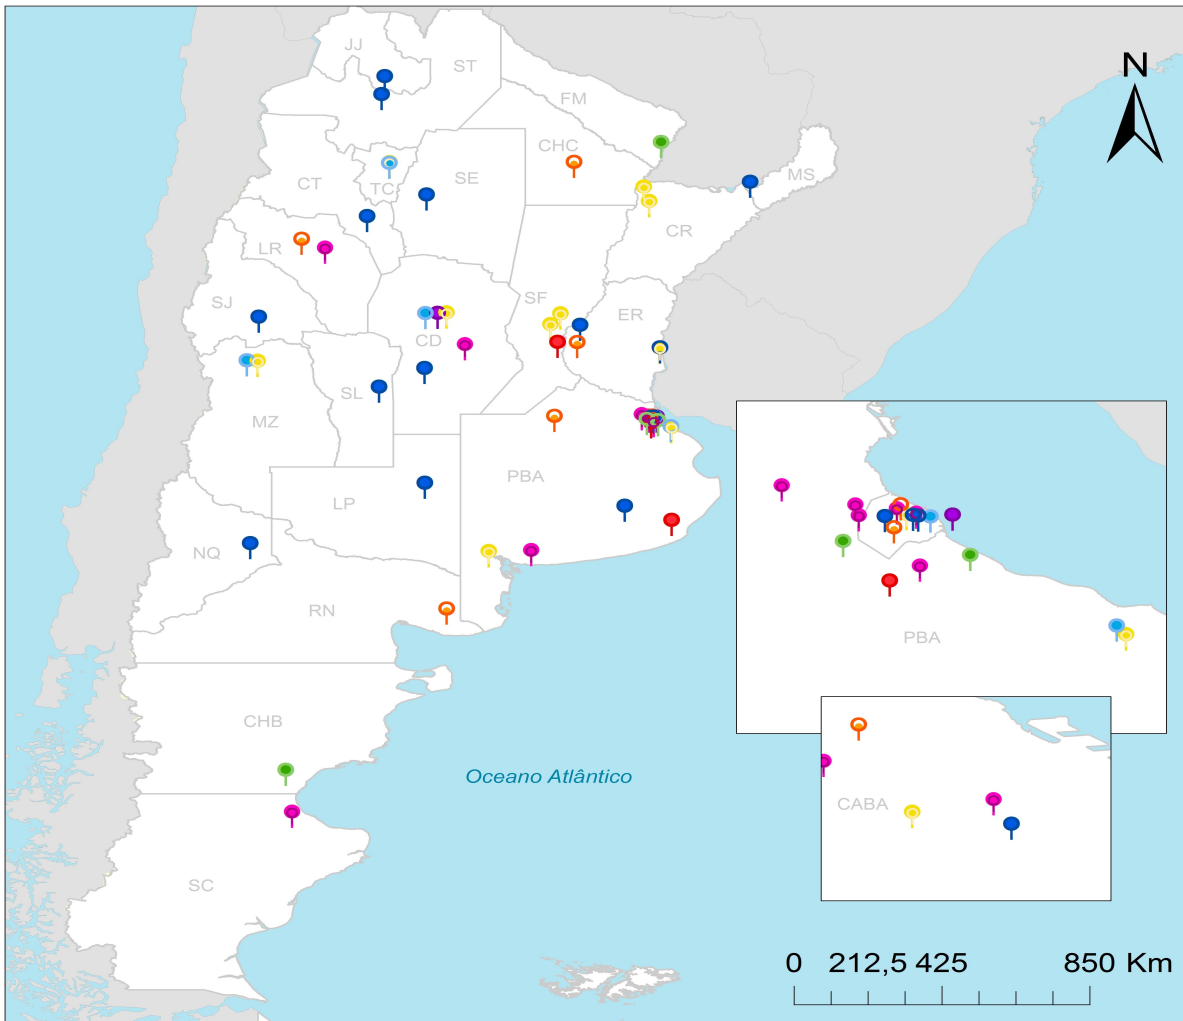 JJ
ST
N
FM
CHC
MS
CT
TC
SE
CR
LR
SJ
SF
ER
CD
SL
MZ
PBA
LP
NQ
RN
PBA
CHB
Oceano Atlântico
CABA
SC
0 212,5 425 850 Km